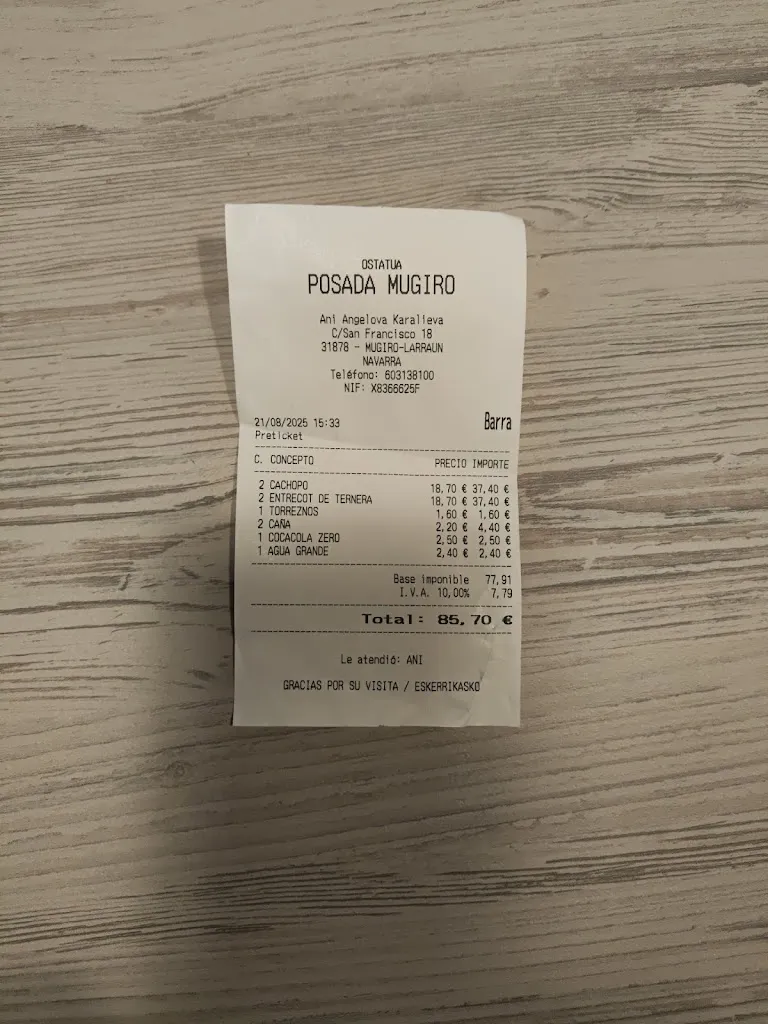 OSTATUA
POSADA MUGIRO
Ani Angelova Karalieva
C/San Francisco 18
31878 - MUGIRO-LARRAUN
NAVARRA
Teléfono: 603138100
NIF: X8366625F
21/08/2025 15:33 Barra
Preticket
C. CONCEPTO PRECIO IMPORTE
2 CACHOPO 18,70 € 37,40 €
2 ENTRECOT DE TERNERA 18,70 € 37,40 €
1 TORREZNOS 1,60 € 1,60 €
2 CAÑA 2,20 € 4,40 €
1 COCACOLA ZERO 2,50 € 2,50 €
1 AGUA GRANDE 2,40 € 2,40 €
Base imponible 77,91
I.V.A. 10,00% 7,79
Total: 85,70 €
Le atendió: ANI
GRACIAS POR SU VISITA / ESKERRIKASKO